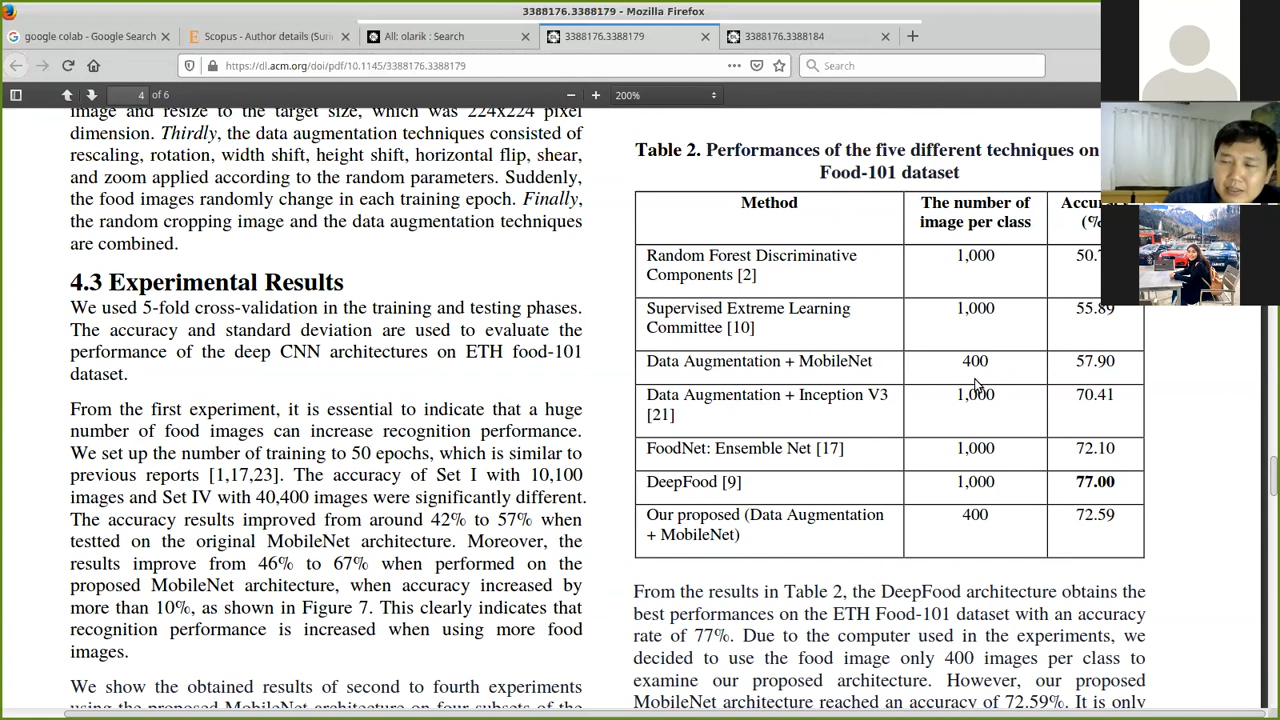 3388176.3388179 - Mozilla Firefox
google colab - Google Search
Scopus - Author details (Suri
All: olarik : Search
3388176.3388179
3388176.3388184
https://dl.acm.org/doi/pdf/10.1145/3388176.3388179
Search
4 of 6
200%
image and resize to the target size, which was 224x224 pixel
dimension. Thirdly, the data augmentation techniques consisted of
rescaling, rotation, width shift, height shift, horizontal flip, shear,
and zoom applied according to the random parameters. Suddenly,
the food images randomly change in each training epoch. Finally,
the random cropping image and the data augmentation techniques
are combined.
4.3 Experimental Results
We used 5-fold cross-validation in the training and testing phases.
The accuracy and standard deviation are used to evaluate the
performance of the deep CNN architectures on ETH food-101
dataset.
From the first experiment, it is essential to indicate that a huge
number of food images can increase recognition performance.
We set up the number of training to 50 epochs, which is similar to
previous reports [1,17,23]. The accuracy of Set I with 10,100
images and Set IV with 40,400 images were significantly different.
The accuracy results improved from around 42% to 57% when
testted on the original MobileNet architecture. Moreover, the
results improve from 46% to 67% when performed on the
proposed MobileNet architecture, when accuracy increased by
more than 10%, as shown in Figure 7. This clearly indicates that
recognition performance is increased when using more food
images.
We show the obtained results of second to fourth experiments
using the proposed MobileNet architecture on four subsets of the
Table 2. Performances of the five different techniques on
Food-101 dataset
Method The number of image per class (%
Random Forest Discriminative Components [2] 1,000 50.
Supervised Extreme Learning Committee [10] 1,000 55.89
Data Augmentation + MobileNet 400 57.90
Data Augmentation + Inception V3 [21] 1,000 70.41
FoodNet: Ensemble Net [17] 1,000 72.10
DeepFood [9] 1,000 77.00
Our proposed (Data Augmentation + MobileNet) 400 72.59
From the results in Table 2, the DeepFood architecture obtains the
best performances on the ETH Food-101 dataset with an accuracy
rate of 77%. Due to the computer used in the experiments, we
decided to use the food image only 400 images per class to
examine our proposed architecture. However, our proposed
MobileNet architecture reached an accuracy of 72.59%. It is only